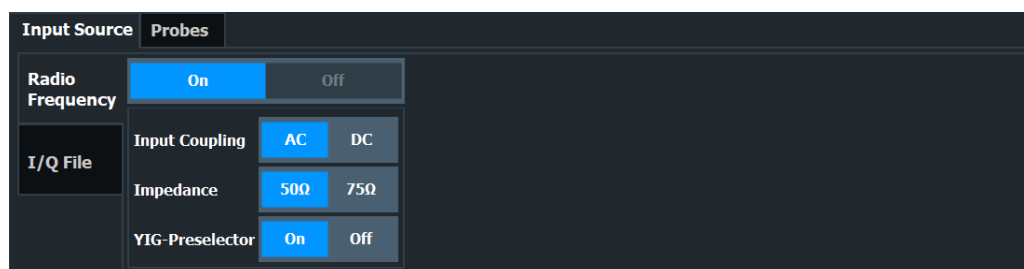 Input Source Probes
Radio
Frequency
On Off
I/Q File
Input Coupling AC DC
Impedance 50Ω 75Ω
YIG-Preselector On Off